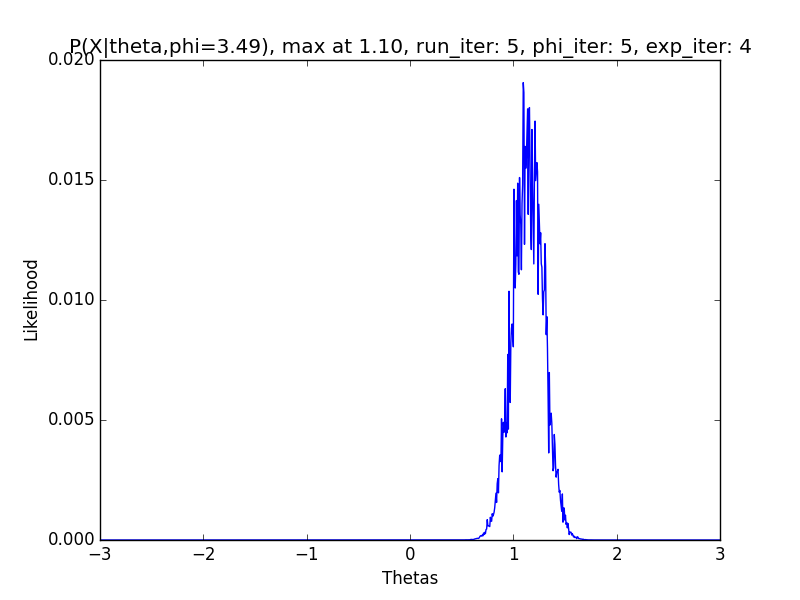 P(X|theta,phi=3.49), max at 1.10, run_iter: 5, phi_iter: 5, exp_iter: 4
0.020
0.015
0.010
0.005
0.000
Likelihood
−3 −2 −1 0 1 2 3
Thetas